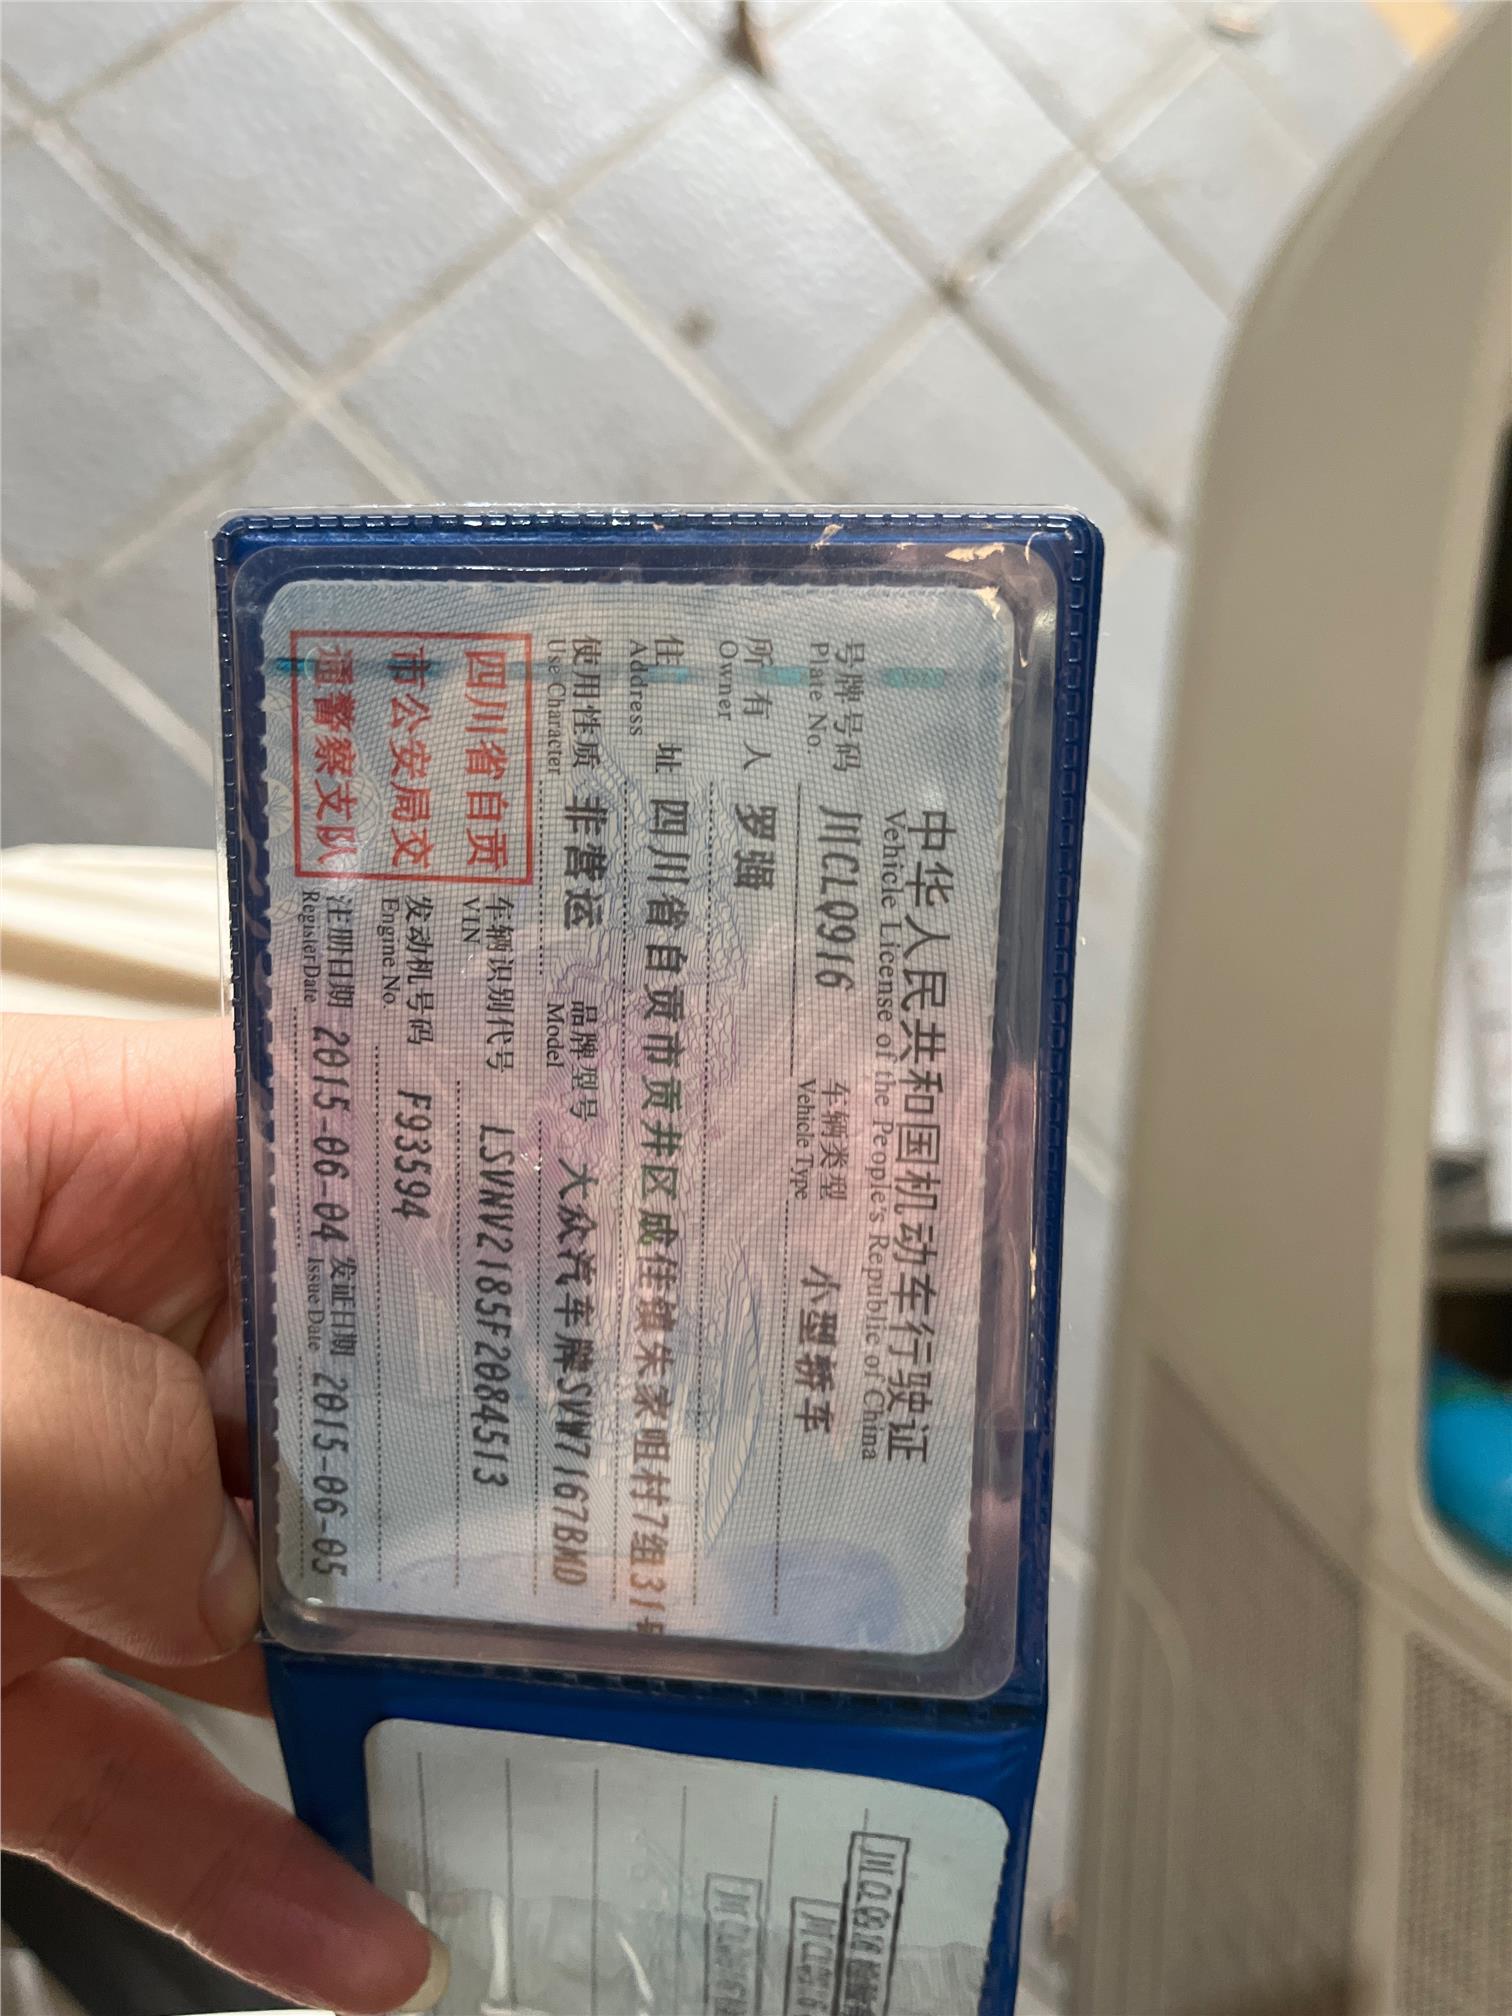 中华人民共和国机动车行驶证
Vehicle License of the People's Republic of China
号牌号码 川CLQ916 车辆类型 小型轿车
Plate No. Vehicle Type
所有人 罗强
Owner
住址 四川省自贡市贡井区成佳镇朱家咀村7组31号
Address
使用性质 非营运 品牌型号 大众汽车牌SVW7167BMD
Use Character Model
四川省自贡
市公安局交
通警察支队
车辆识别代号 LSVNV2185F2084513
VIN
发动机号码 F93594
Engine No.
注册日期 2015-06-04 发证日期 2015-06-05
Register Date Issue Date